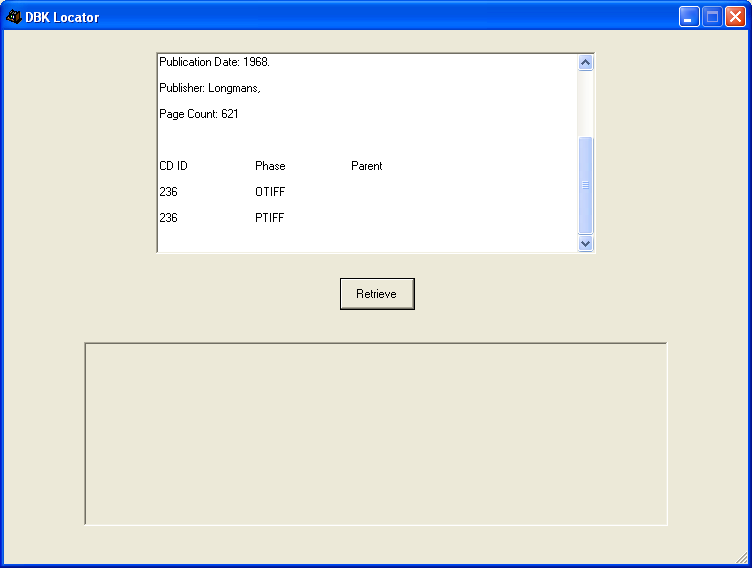 DBK Locator
Publication Date: 1968.
Publisher: Longmans,
Page Count: 621
CD ID Phase Parent
236 OTIFF
236 PTIFF
Retrieve